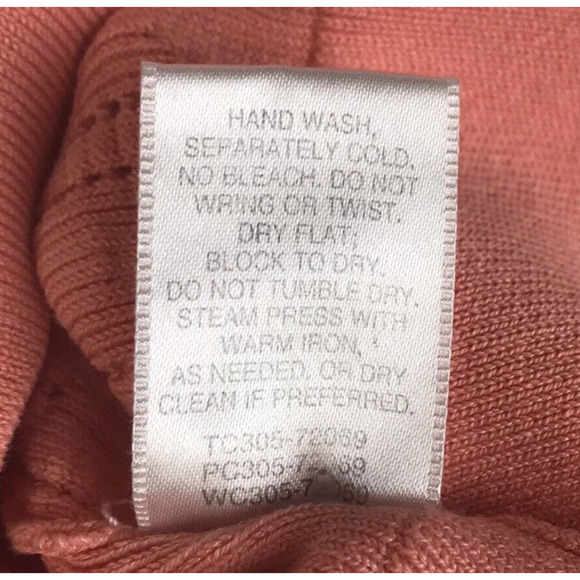 HAND WASH,
SEPARATELY COLD.
NO BLEACH. DO NOT
WRING OR TWIST.
DRY FLAT;
BLOCK TO DRY.
DO NOT TUMBLE DRY.
STEAM PRESS WITH
WARM IRON,
AS NEEDED. OR DRY
CLEAN IF PREFERRED.
TC305-78069